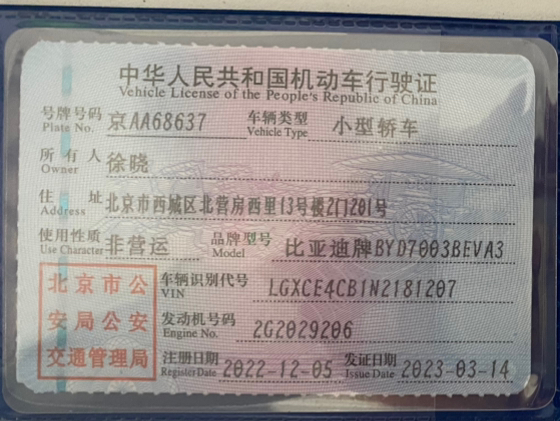 中华人民共和国机动车行驶证
Vehicle License of the People's Republic of China
号牌号码 京AA68637 车辆类型 小型轿车
Plate No. Vehicle Type
所有人 徐晓
Owner
住址 北京市西城区北营房西里13号楼2门201号
Address
使用性质 非营运 品牌型号 比亚迪牌BYD7003BEVA3
Use Character Model
北京市公安局公安交通管理局
车辆识别代号 LGXCE4CB1N2181207
VIN
发动机号码 2G2029206
Engine No.
注册日期 2022-12-05 发证日期 2023-03-14
Register Date Issue Date